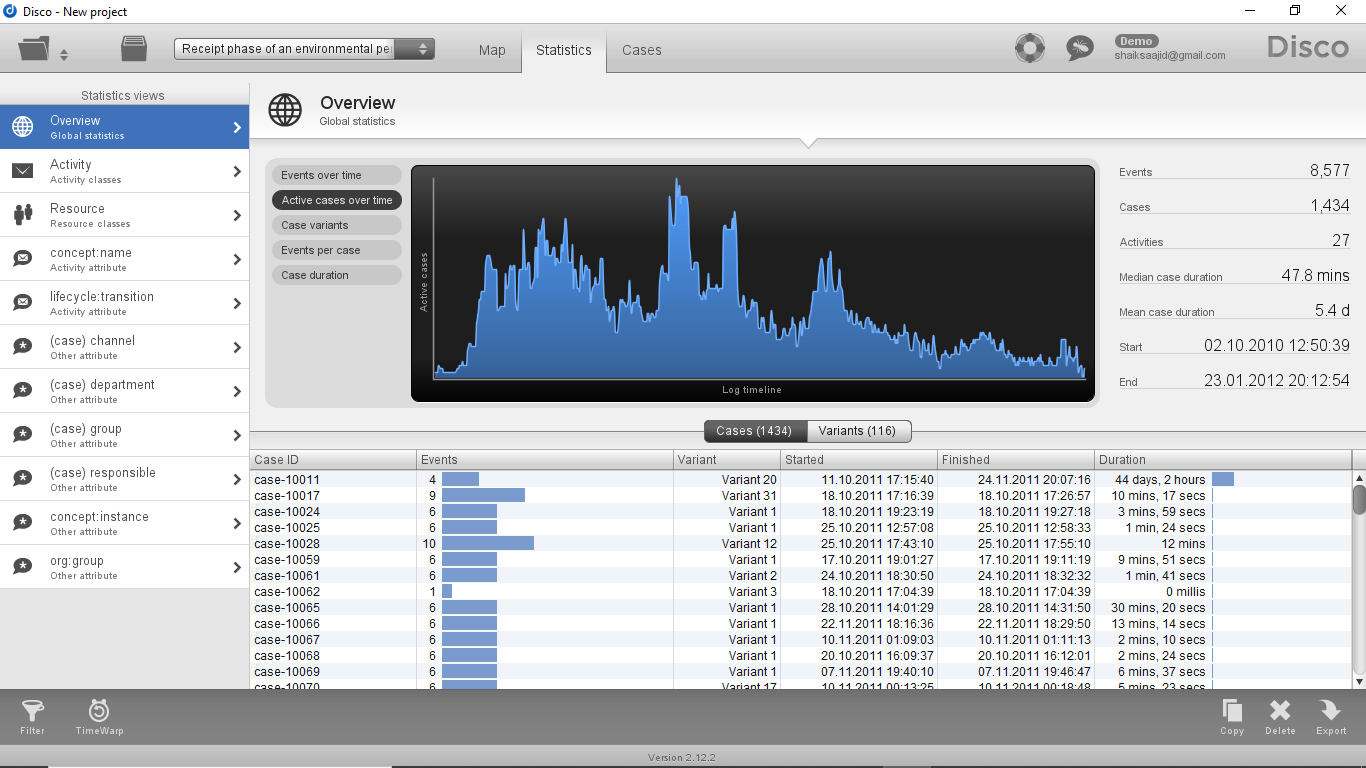 Disco - New project
Receipt phase of an environmental pe
Map
Statistics
Cases
Demo
shaiksaajid@gmail.com
Disco
Statistics views
Overview
Global statistics
Activity
Activity classes
Resource
Resource classes
concept:name
Activity attribute
lifecycle:transition
Activity attribute
(case) channel
Other attribute
(case) department
Other attribute
(case) group
Other attribute
(case) responsible
Other attribute
concept:instance
Other attribute
org:group
Other attribute
Overview
Global statistics
Events over time
Active cases over time
Case variants
Events per case
Case duration
Active cases
Log timeline
Events 8,577
Cases 1,434
Activities 27
Median case duration 47.8 mins
Mean case duration 5.4 d
Start 02.10.2010 12:50:39
End 23.01.2012 20:12:54
Cases (1434) Variants (116)
Case ID Events Variant Started Finished Duration
case-10011 4 Variant 20 11.10.2011 17:15:40 24.11.2011 20:07:16 44 days, 2 hours
case-10017 9 Variant 31 18.10.2011 17:16:39 18.10.2011 17:26:57 10 mins, 17 secs
case-10024 6 Variant 1 18.10.2011 19:23:19 18.10.2011 19:27:18 3 mins, 59 secs
case-10025 6 Variant 1 25.10.2011 12:57:08 25.10.2011 12:58:33 1 min, 24 secs
case-10028 10 Variant 12 25.10.2011 17:43:10 25.10.2011 17:55:10 12 mins
case-10059 6 Variant 1 17.10.2011 19:01:27 17.10.2011 19:11:19 9 mins, 51 secs
case-10061 6 Variant 2 24.10.2011 18:30:50 24.10.2011 18:32:32 1 min, 41 secs
case-10062 1 Variant 3 18.10.2011 17:04:39 18.10.2011 17:04:39 0 millis
case-10065 6 Variant 1 28.10.2011 14:01:29 28.10.2011 14:31:50 30 mins, 20 secs
case-10066 6 Variant 1 22.11.2011 18:16:36 22.11.2011 18:29:50 13 mins, 14 secs
case-10067 6 Variant 1 10.11.2011 01:09:03 10.11.2011 01:11:13 2 mins, 10 secs
case-10068 6 Variant 1 20.10.2011 16:09:37 20.10.2011 16:12:01 2 mins, 24 secs
case-10069 6 Variant 1 07.11.2011 19:40:10 07.11.2011 19:46:47 6 mins, 37 secs
case-10070 6 Variant 17 10.11.2011 00:13:25 10.11.2011 00:18:48 5 mins, 23 secs
Filter
TimeWarp
Copy
Delete
Export
Version 2.12.2